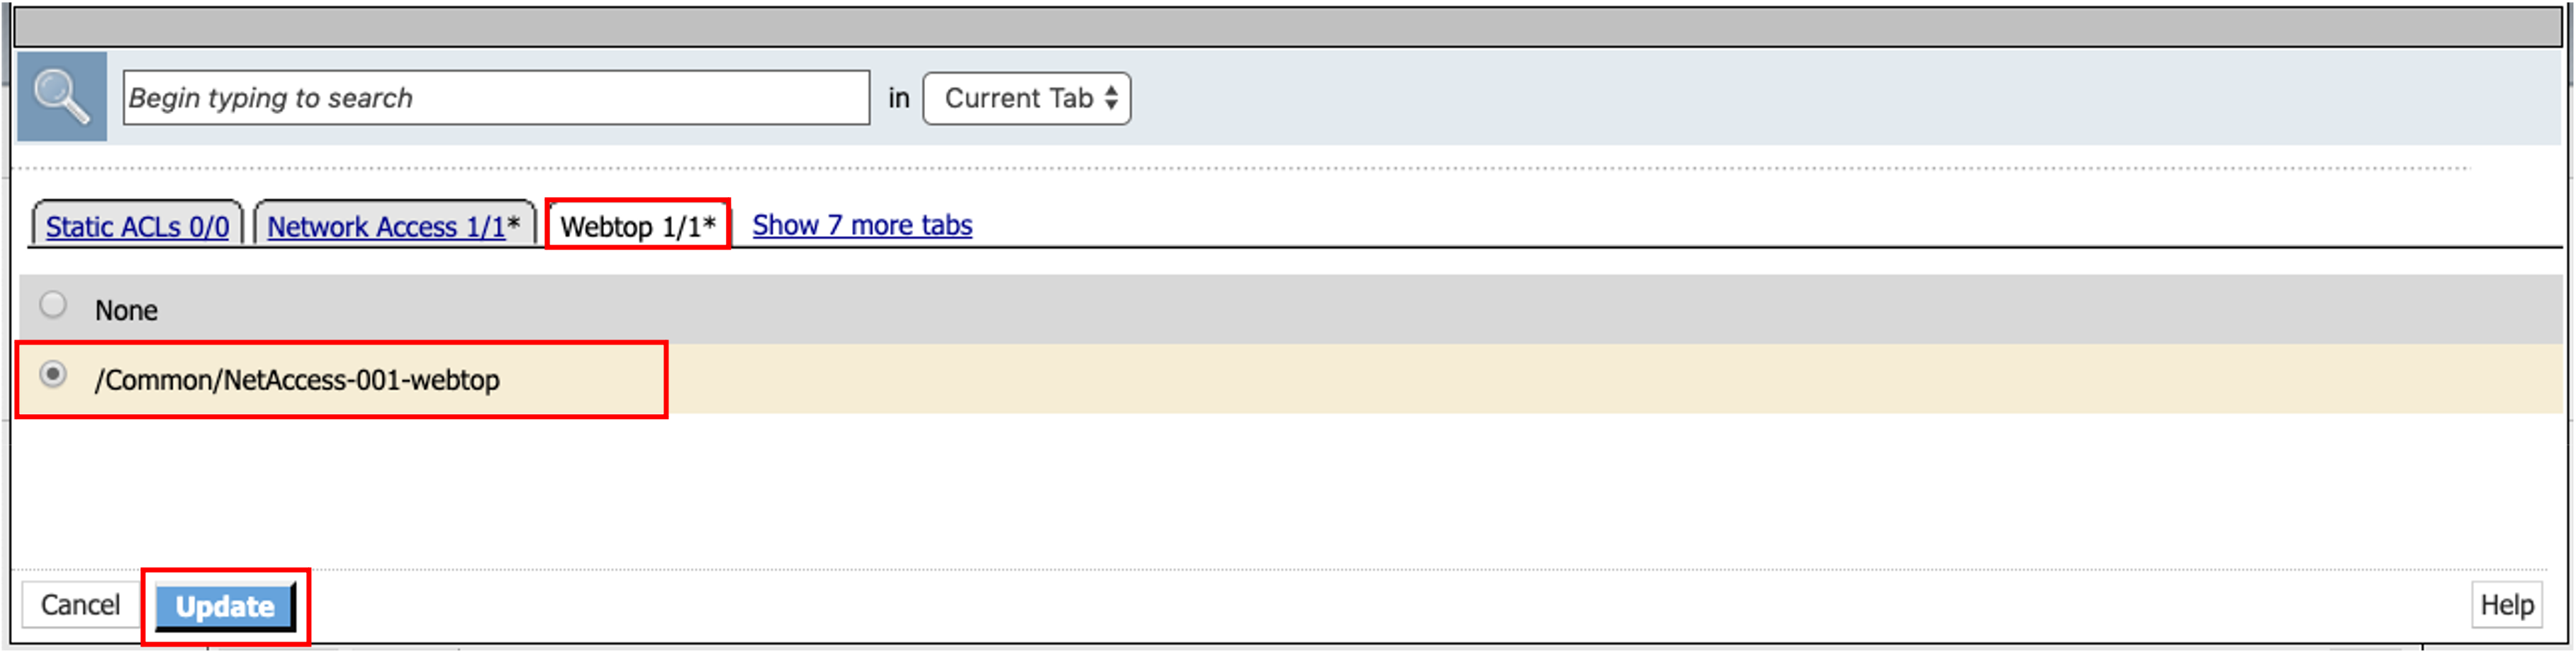 Begin typing to search in Current Tab
Static ACLs 0/0 Network Access 1/1* Webtop 1/1* Show 7 more tabs
None
/Common/NetAccess-001-webtop
Cancel Update Help